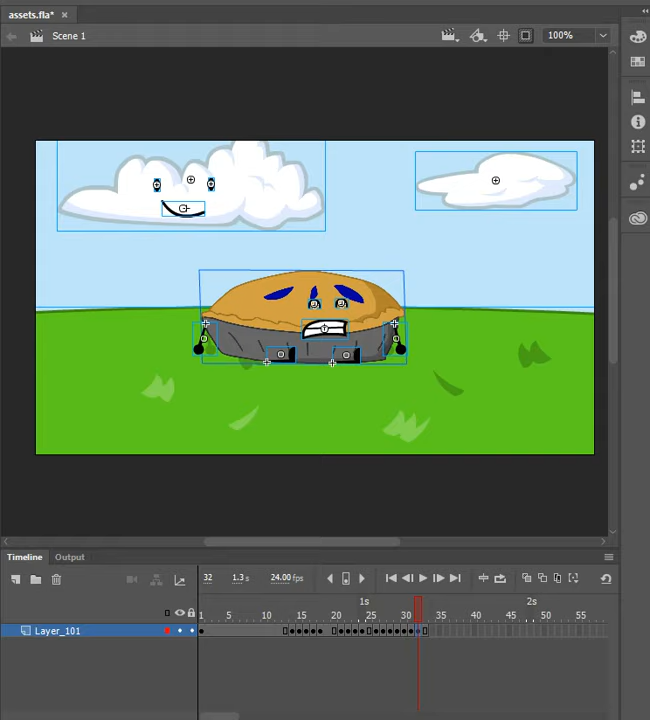 assets.fla*
Scene 1
100%
Timeline
Output
32
1.3 s
24.00 fps
1s
2s
1 5 10 15 20 25 30 35 40 45 50 55
Layer_101